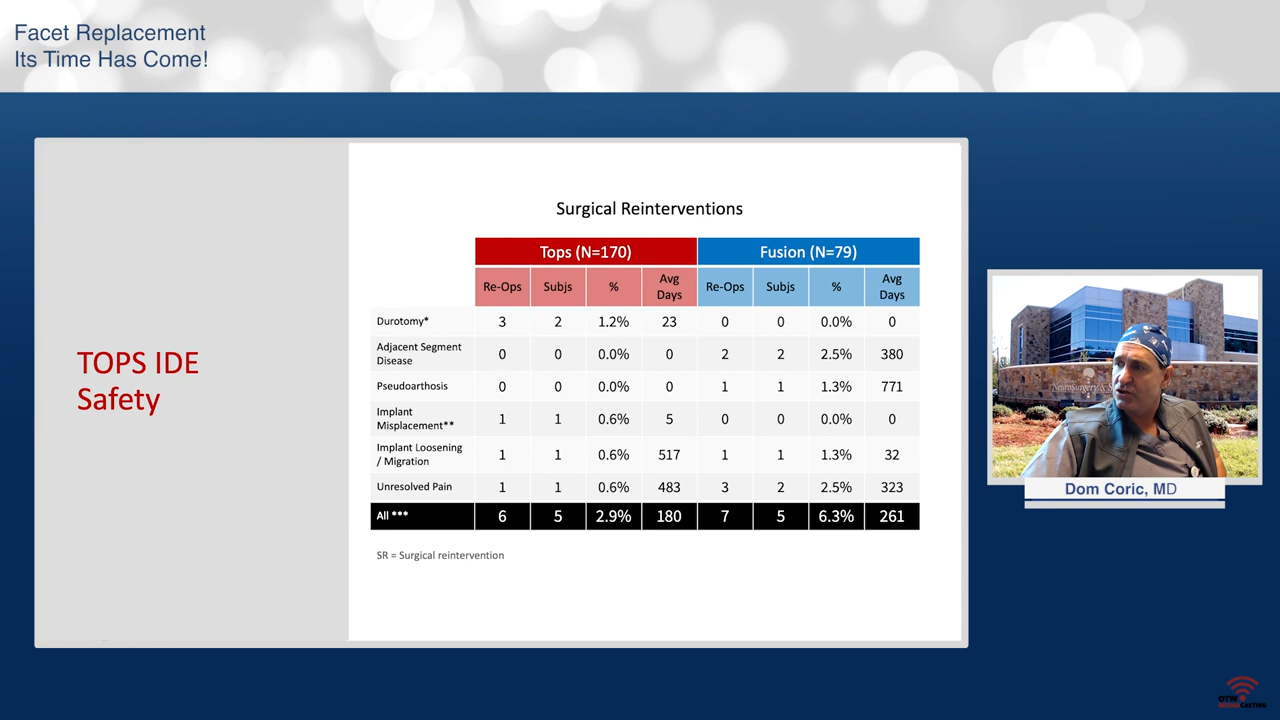 Facet Replacement
Its Time Has Come!
TOPS IDE
Safety
Surgical Reinterventions
Tops (N=170) Fusion (N=79)
Re-Ops Subjs % Avg Days Re-Ops Subjs % Avg Days
Durotomy* 3 2 1.2% 23 0 0 0.0% 0
Adjacent Segment Disease 0 0 0.0% 0 2 2 2.5% 380
Pseudoarthosis 0 0 0.0% 0 1 1 1.3% 771
Implant Misplacement** 1 1 0.6% 5 0 0 0.0% 0
Implant Loosening / Migration 1 1 0.6% 517 1 1 1.3% 32
Unresolved Pain 1 1 0.6% 483 3 2 2.5% 323
All *** 6 5 2.9% 180 7 5 6.3% 261
SR = Surgical reintervention
NeuroSurgery & S
Dom Coric, MD
OTW
BROADCASTING